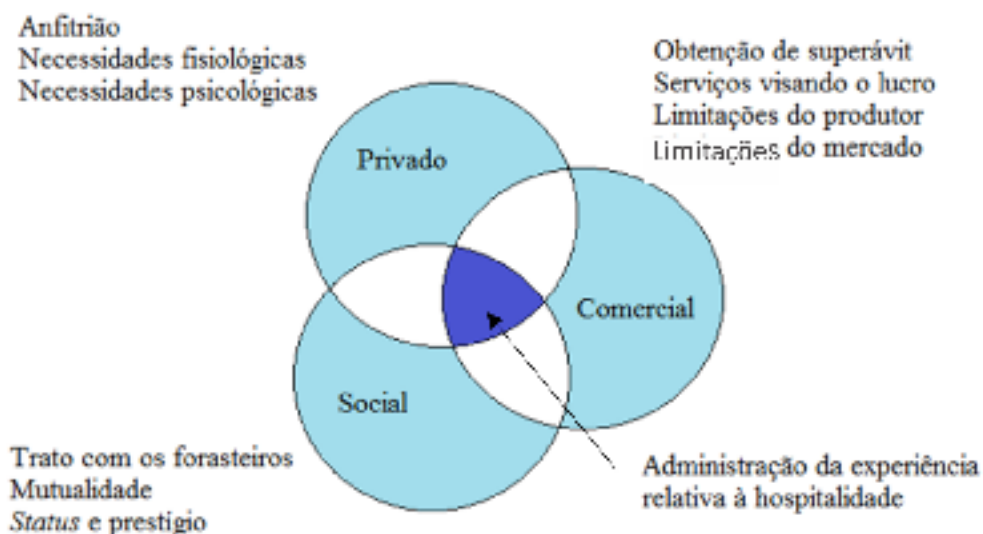 Anfitrião
Necessidades fisiológicas
Necessidades psicológicas
Obtenção de superávit
Serviços visando o lucro
Limitações do produtor
Limitações do mercado
Privado
Comercial
Social
Trato com os forasteiros
Mutualidade
Status e prestígio
Administração da experiência
relativa à hospitalidade